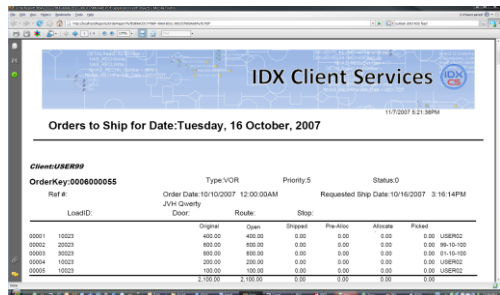 IDX Client Services
IDX
CS
11/7/2007 5:21:36PM
Orders to Ship for Date:Tuesday, 16 October, 2007
Client:USER99
OrderKey:0006000055 Type:VOR Priority:5 Status:0
Ref #: Order Date:10/10/2007 12:00:00AM Requested Ship Date:10/16/2007 3:16:14PM
JVH Qwerty
LoadID: Door: Route: Stop:
Original Open Shipped Pre-Alloc Allocate Picked
00001 10023 400.00 400.00 0.00 0.00 0.00 0.00 USER02
00002 20023 600.00 600.00 0.00 0.00 0.00 0.00 99-10-100
00003 30023 800.00 800.00 0.00 0.00 0.00 0.00 01-10-100
00004 10023 200.00 200.00 0.00 0.00 0.00 0.00 USER02
00005 10023 100.00 100.00 0.00 0.00 0.00 0.00 USER02
2,100.00 2,100.00 0.00 0.00 0.00 0.00